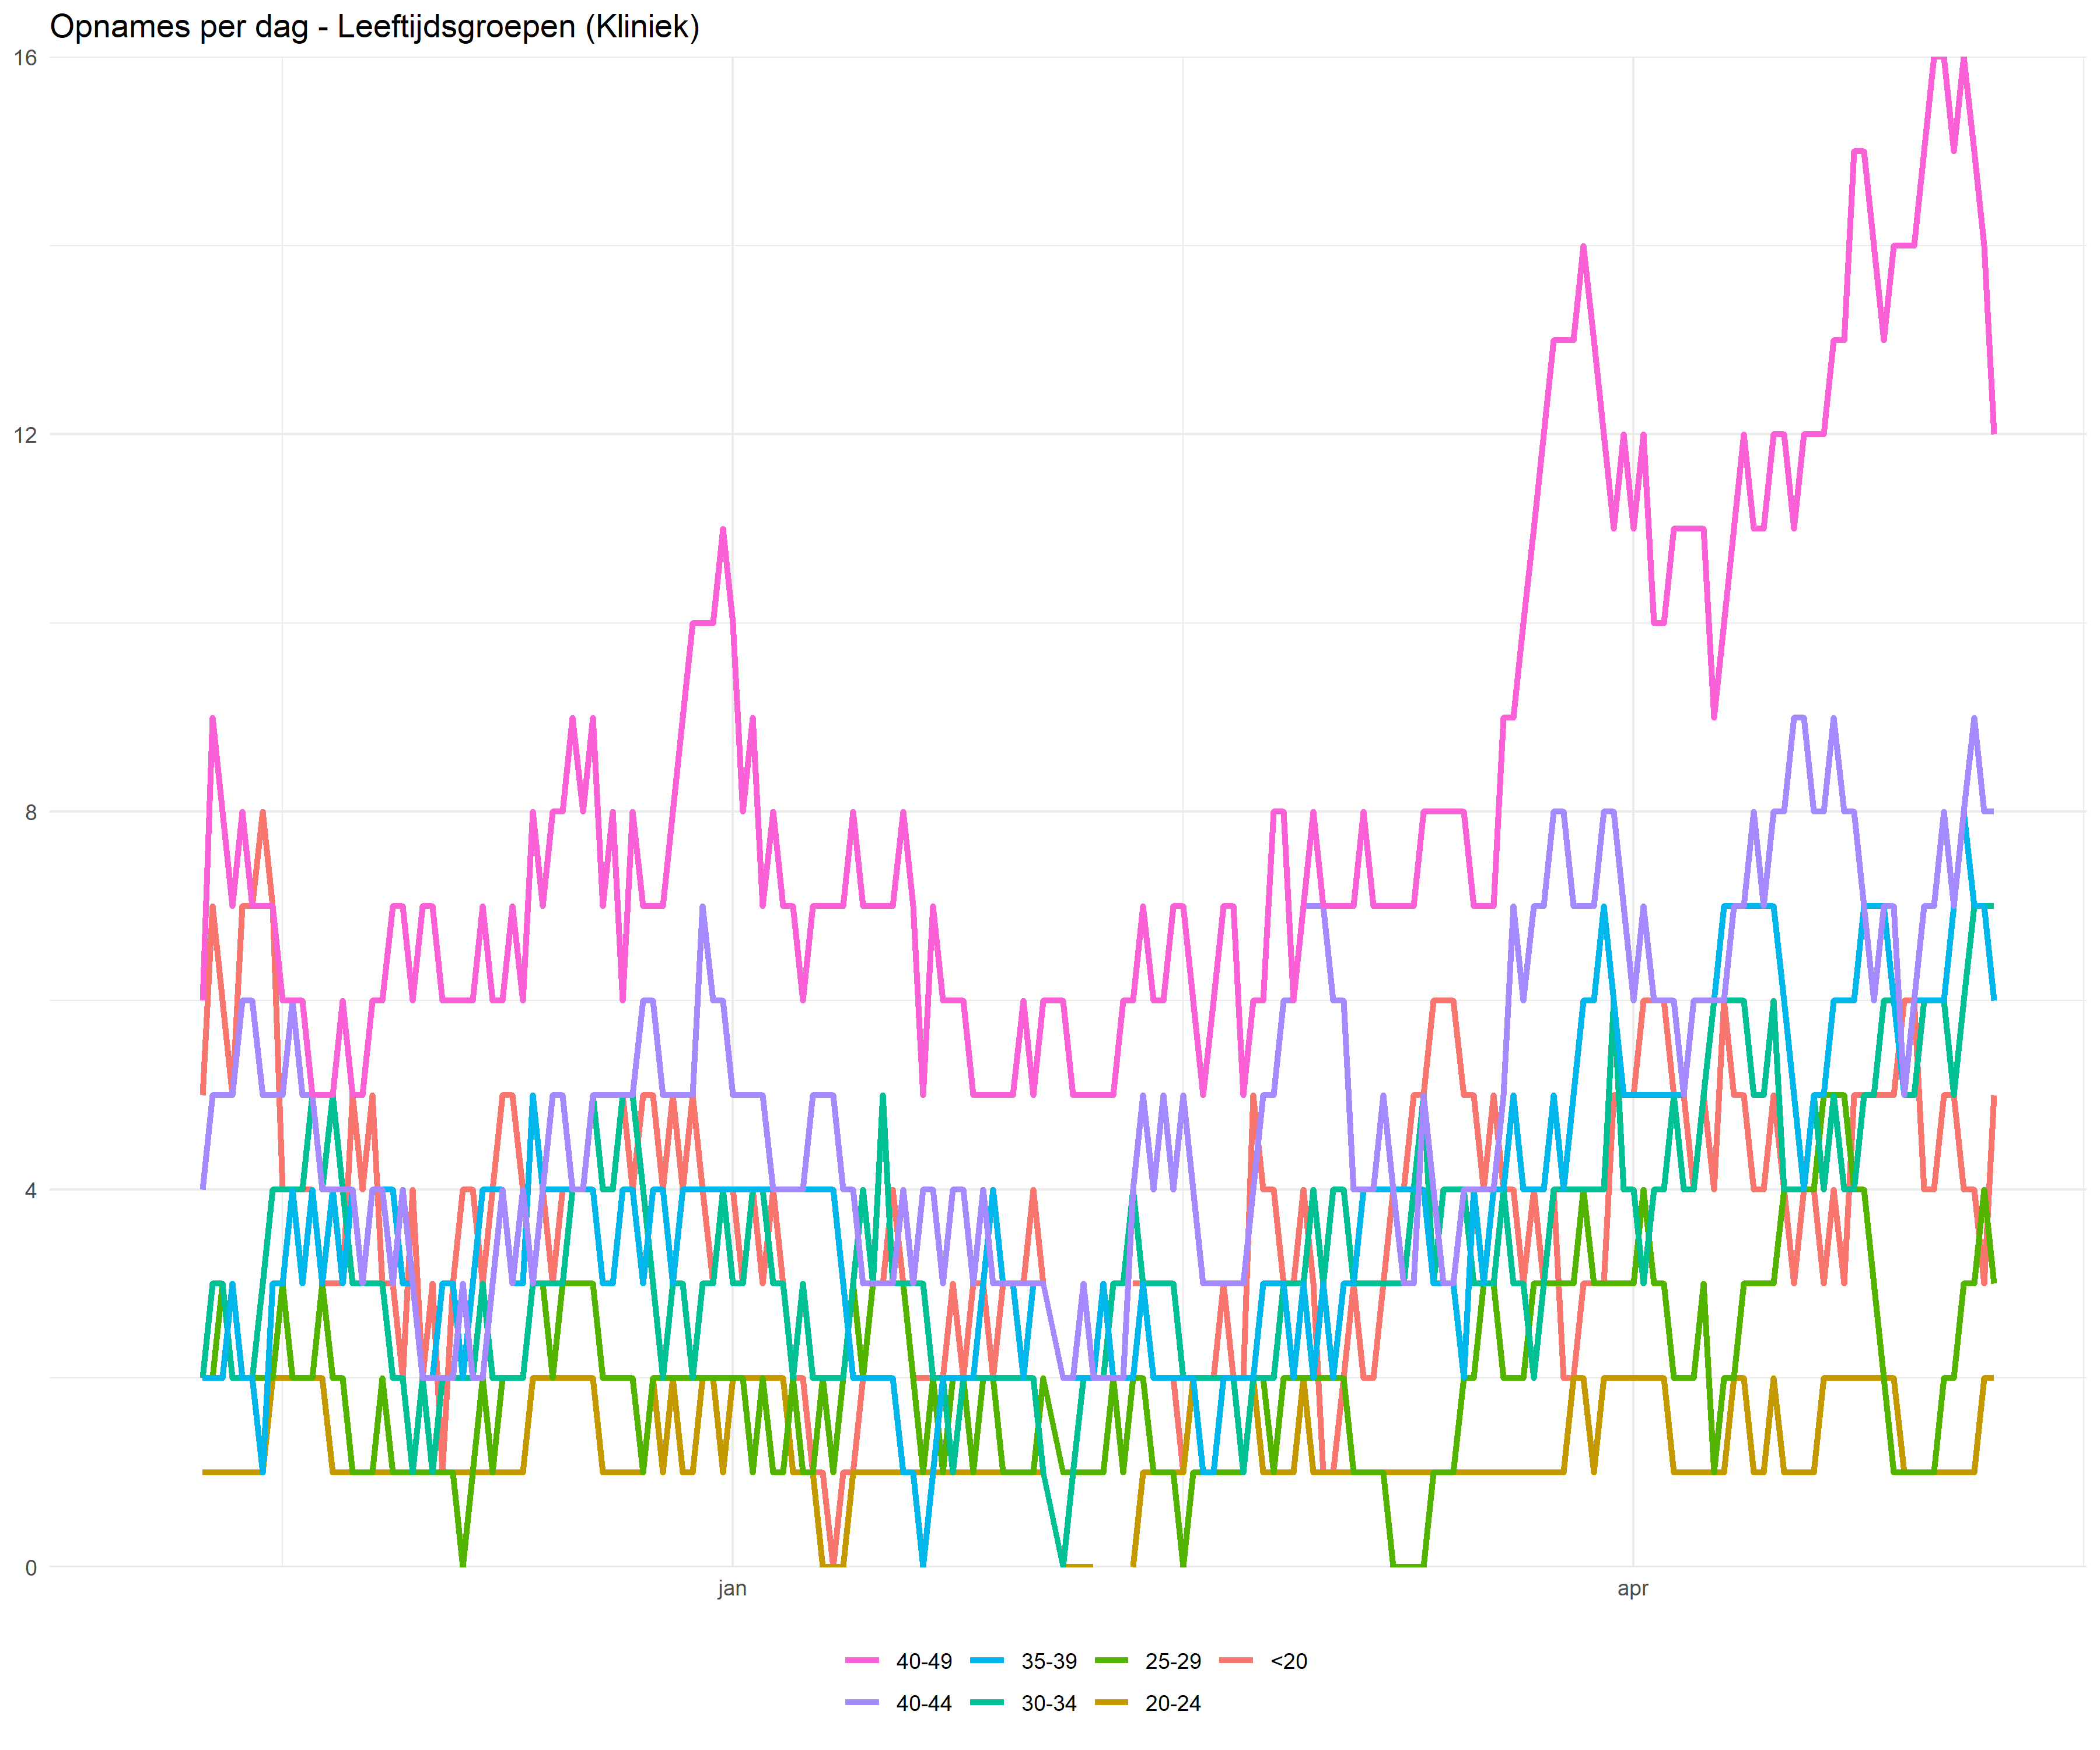 Opnames per dag - Leeftijdsgroepen (Kliniek)
16
12
8
4
0
jan apr
40-49 35-39 25-29 <20
40-44 30-34 20-24